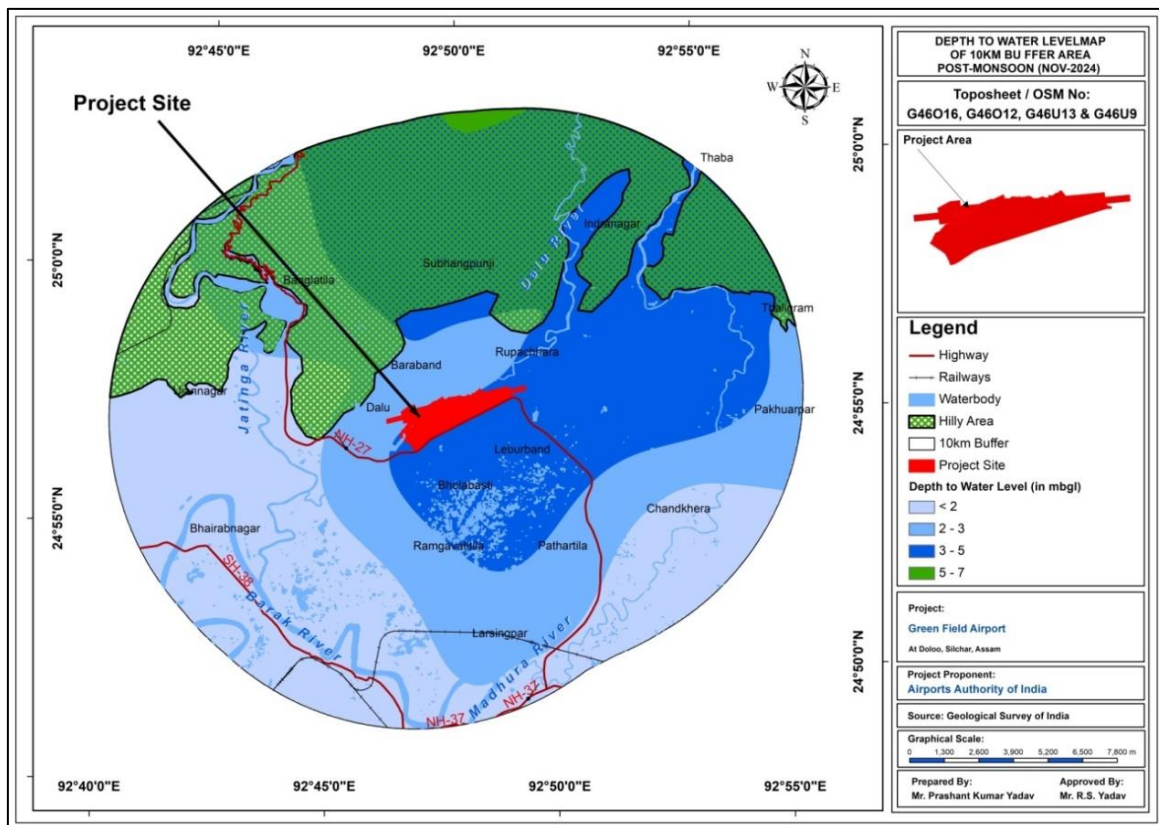 92°45'0"E
92°50'0"E
92°55'0"E
N
W
E
S
Project Site
25°0'0"N
24°55'0"N
25°0'0"N
24°55'0"N
24°50'0"N
Thaba
Indranagar
Dulu River
Subhangpunji
Banglatila
Thaligram
Jatinga River
Rupachhara
Baraband
Dalu
Pakhuarpar
NH-27
Leburband
Bholabasti
Chandkhera
Bhairabnagar
Ramgavahtila
Pathartila
SH-38
Barak River
Larsingpar
Madhura River
NH-37
NH-37
92°40'0"E
92°45'0"E
92°50'0"E
92°55'0"E
DEPTH TO WATER LEVELMAP
OF 10KM BU FFER AREA
POST-MONSOON (NOV-2024)
Toposheet / OSM No:
G46O16, G46O12, G46U13 & G46U9
Project Area
Legend
Highway
Railways
Waterbody
Hilly Area
10km Buffer
Project Site
Depth to Water Level (in mbgl)
< 2
2 - 3
3 - 5
5 - 7
Project:
Green Field Airport
At Doloo, Silchar, Assam
Project Proponent:
Airports Authority of India
Source: Geological Survey of India
Graphical Scale:
0 1,300 2,600 3,900 5,200 6,500 7,800 m
Prepared By: Approved By:
Mr. Prashant Kumar Yadav Mr. R.S. Yadav